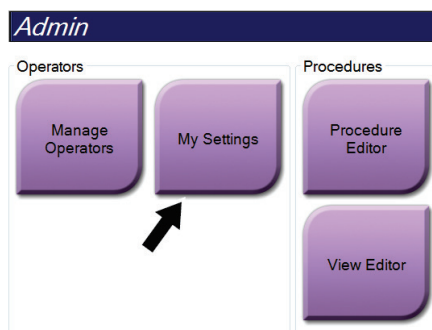 Admin
Operators
Manage
Operators
My Settings
Procedures
Procedure
Editor
View Editor